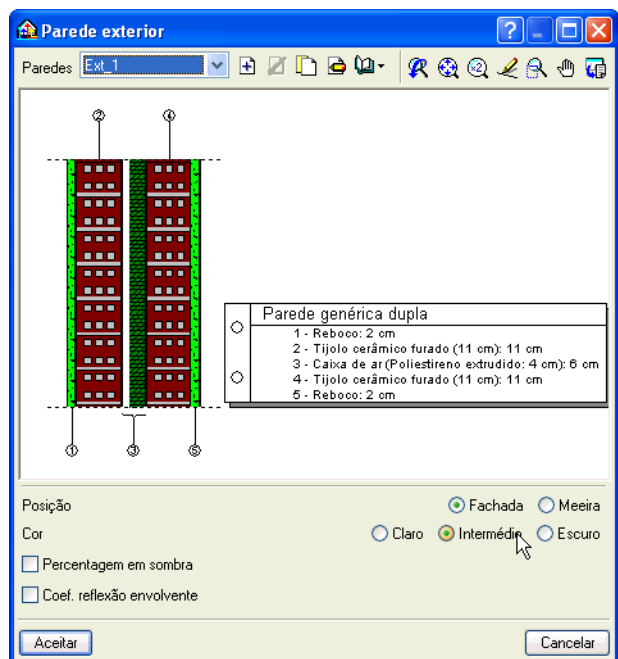 Parede exterior
Paredes Ext_1
2 4
Parede genérica dupla
1 - Reboco: 2 cm
2 - Tijolo cerâmico furado (11 cm): 11 cm
3 - Caixa de ar (Poliestireno extrudido: 4 cm): 6 cm
4 - Tijolo cerâmico furado (11 cm): 11 cm
5 - Reboco: 2 cm
1 3 5
Posição Fachada Meeira
Cor Claro Intermédio Escuro
Percentagem em sombra
Coef. reflexão envolvente
Aceitar Cancelar